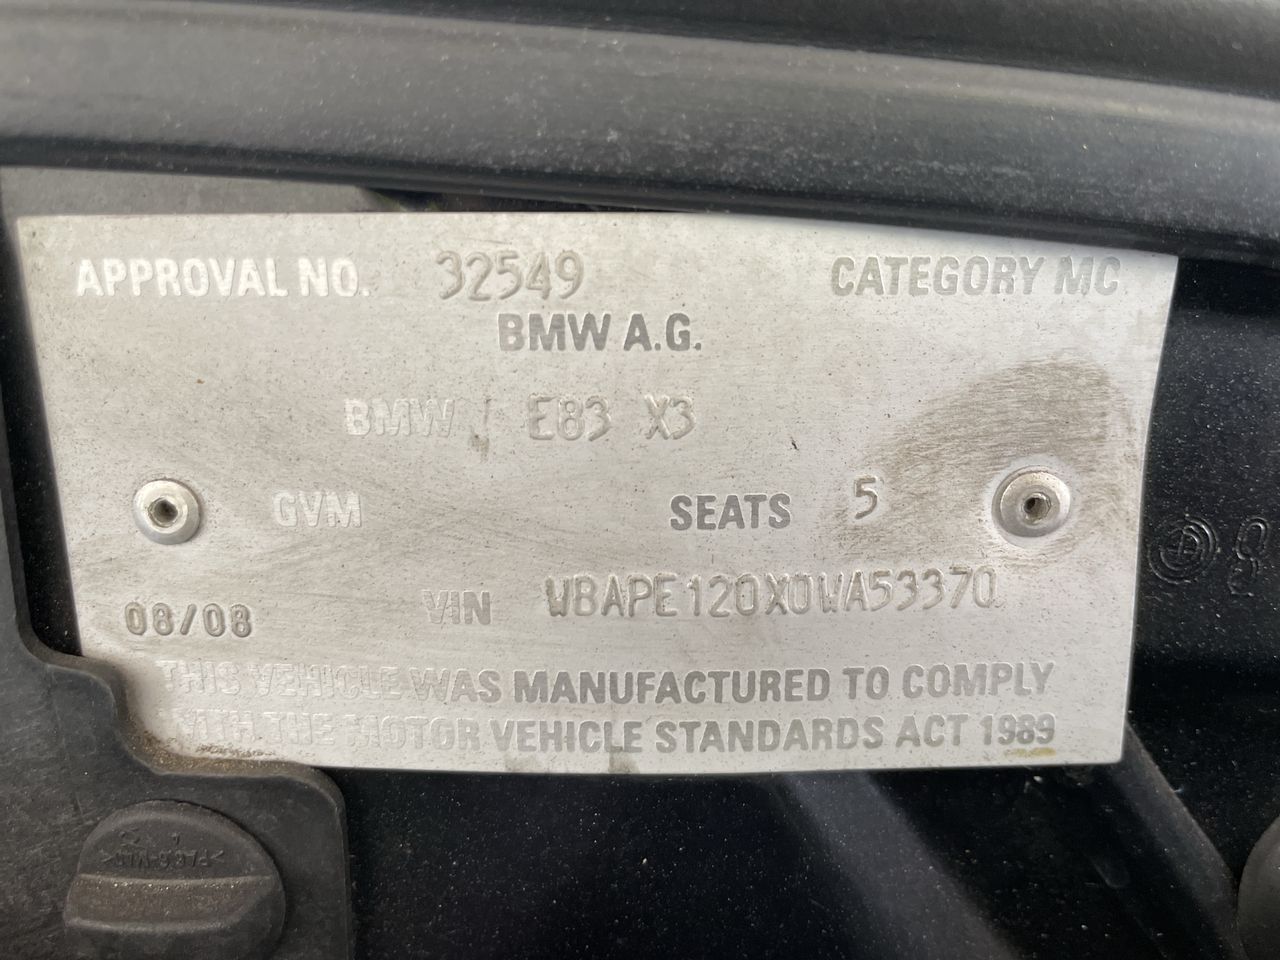 APPROVAL NO. 32549 CATEGORY MC
BMW A.G.
BMW E83 X3
GVM SEATS 5
08/08 VIN WBAPE120X0WA53370
THIS VEHICLE WAS MANUFACTURED TO COMPLY
WITH THE MOTOR VEHICLE STANDARDS ACT 1989